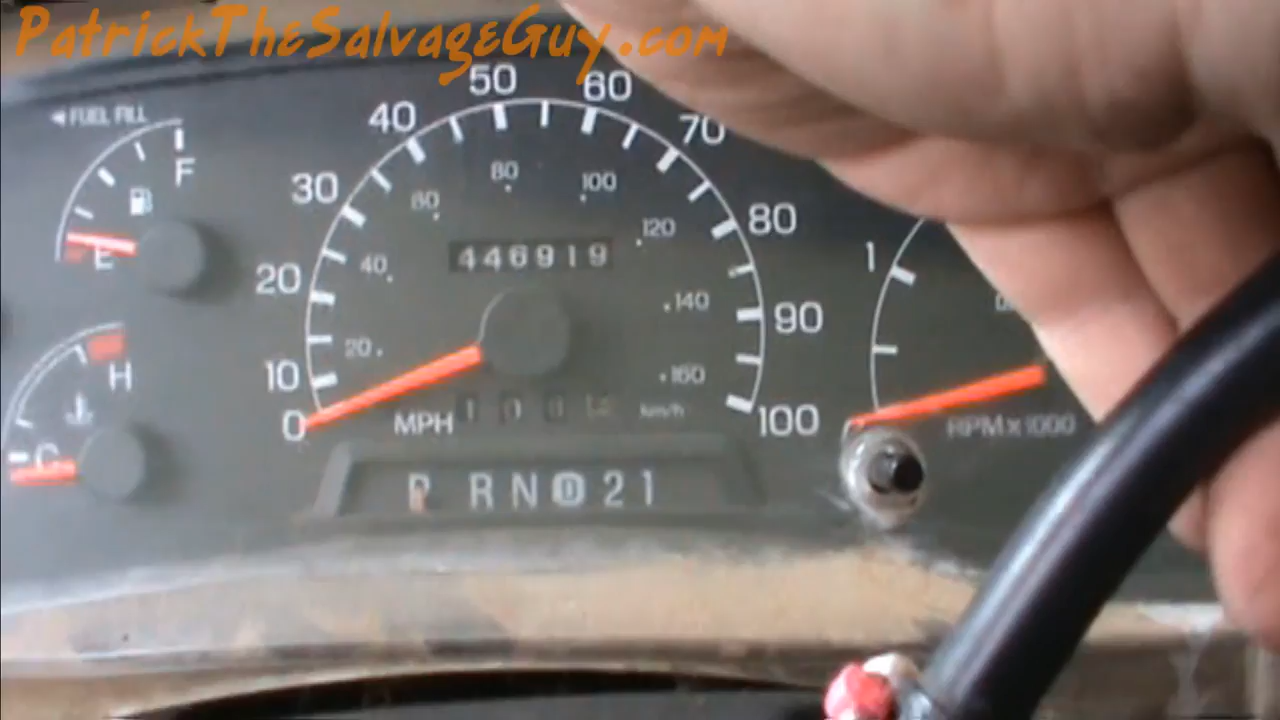 PatrickTheSalvageGuy.com
◄ FUEL FILL
F
E
H
C
0
10
20
30
40
50
60
70
80
90
100
20
40
60
80
100
120
140
160
446919
MPH
km/h
P R N D 2 1
1
RPM x 1000